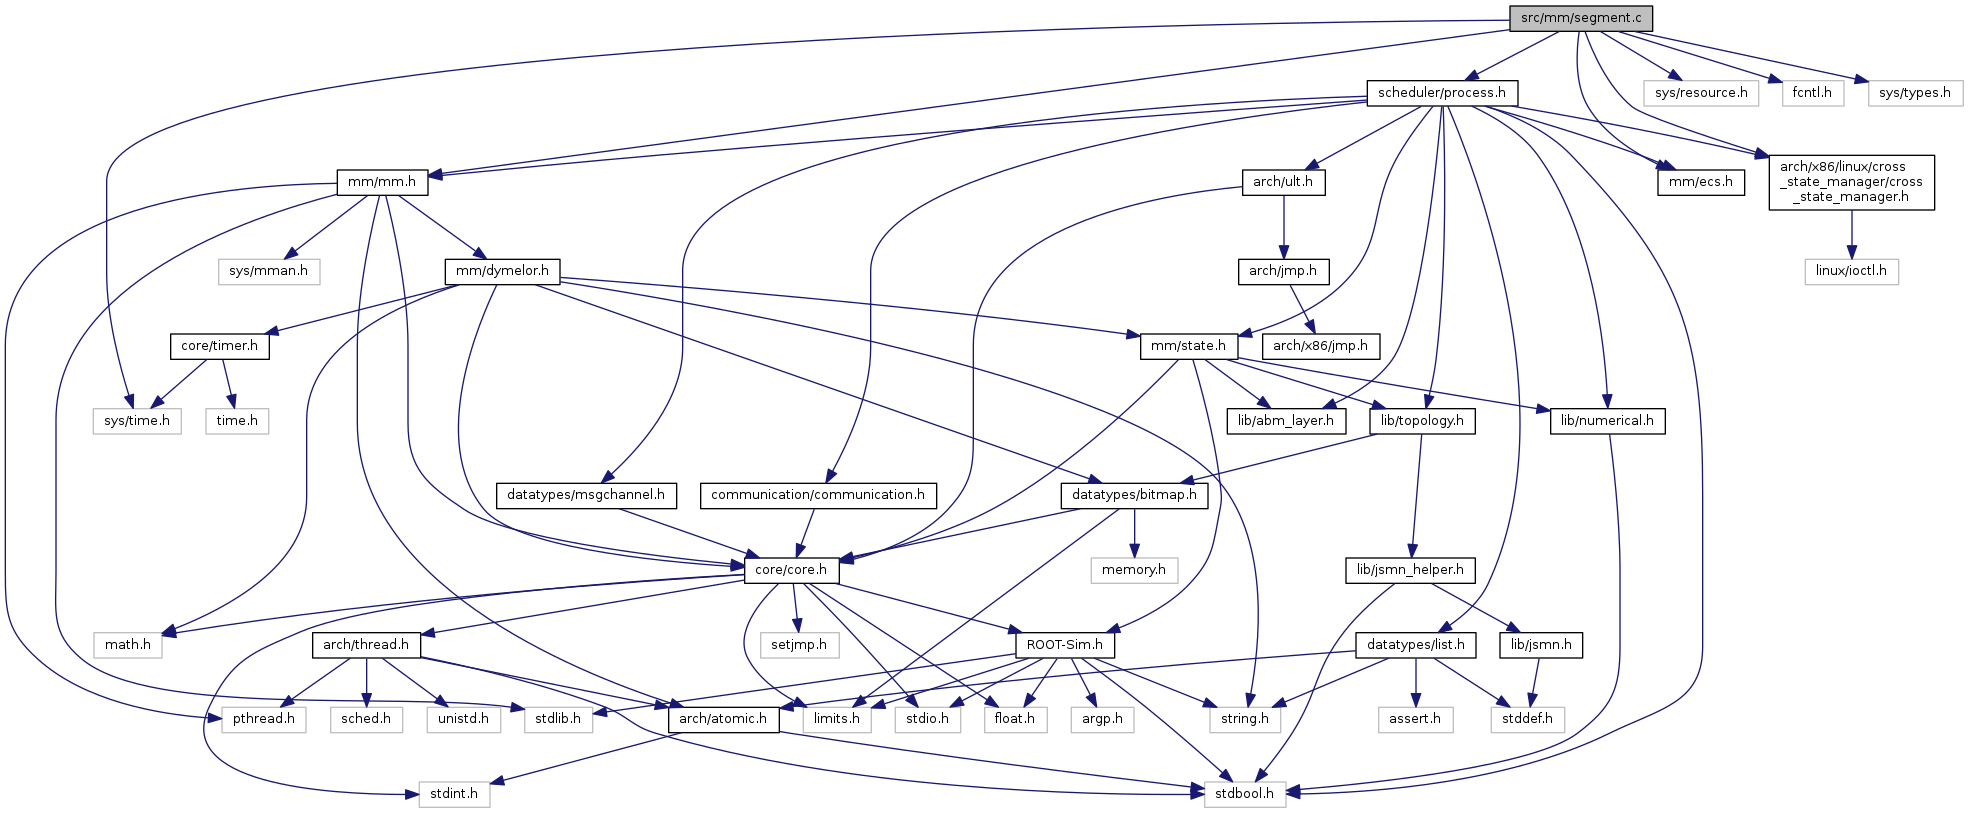 src/mm/segment.c
scheduler/process.h
sys/resource.h
fcntl.h
sys/types.h
mm/mm.h
arch/ult.h
mm/ecs.h
arch/x86/linux/cross
_state_manager/cross
_state_manager.h
sys/mman.h
mm/dymelor.h
arch/jmp.h
linux/ioctl.h
core/timer.h
mm/state.h
arch/x86/jmp.h
sys/time.h
time.h
lib/abm_layer.h
lib/topology.h
lib/numerical.h
datatypes/msgchannel.h
communication/communication.h
datatypes/bitmap.h
core/core.h
memory.h
lib/jsmn_helper.h
math.h
arch/thread.h
setjmp.h
ROOT-Sim.h
datatypes/list.h
lib/jsmn.h
pthread.h
sched.h
unistd.h
stdlib.h
arch/atomic.h
limits.h
stdio.h
float.h
argp.h
string.h
assert.h
stddef.h
stdint.h
stdbool.h